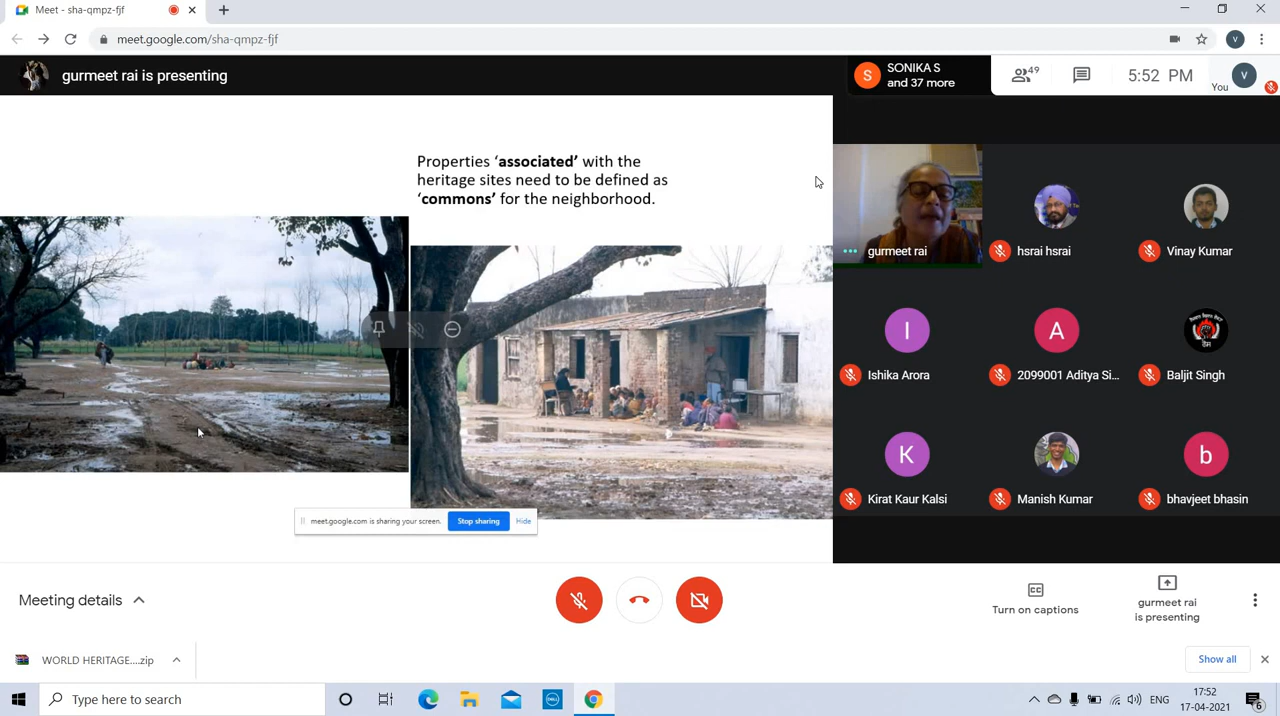 Meet - sha-qmpz-fjf
meet.google.com/sha-qmpz-fjf
V
gurmeet rai is presenting
S
SONIKA S
and 37 more
49
5:52 PM
You
V
Properties ‘associated’ with the
heritage sites need to be defined as
‘commons’ for the neighborhood.
gurmeet rai
hsrai hsrai
Vinay Kumar
I
A
Ishika Arora
2099001 Aditya Si...
Baljit Singh
K
b
Kirat Kaur Kalsi
Manish Kumar
bhavjeet bhasin
meet.google.com is sharing your screen.
Stop sharing
Hide
Meeting details
CC
Turn on captions
gurmeet rai
is presenting
WORLD HERITAGE....zip
Show all
Type here to search
DELL
ENG
17:52
17-04-2021
6